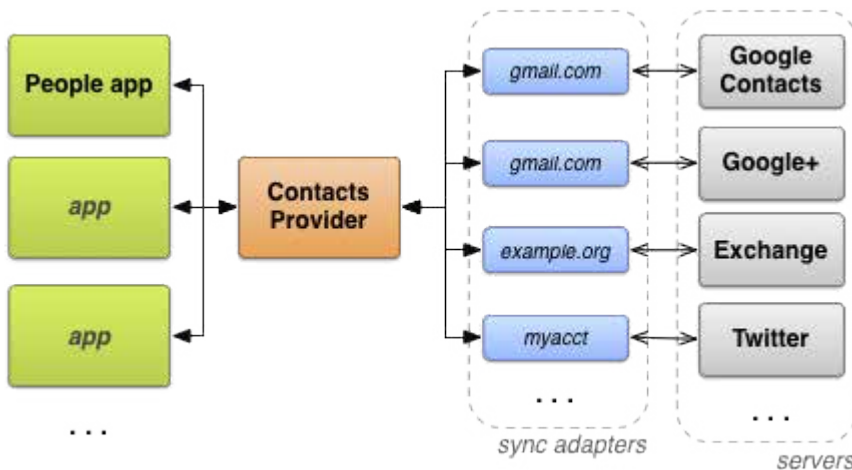 People app
app
app
. . .
Contacts
Provider
gmail.com
gmail.com
example.org
myacct
. . .
sync adapters
Google
Contacts
Google+
Exchange
Twitter
. . .
servers